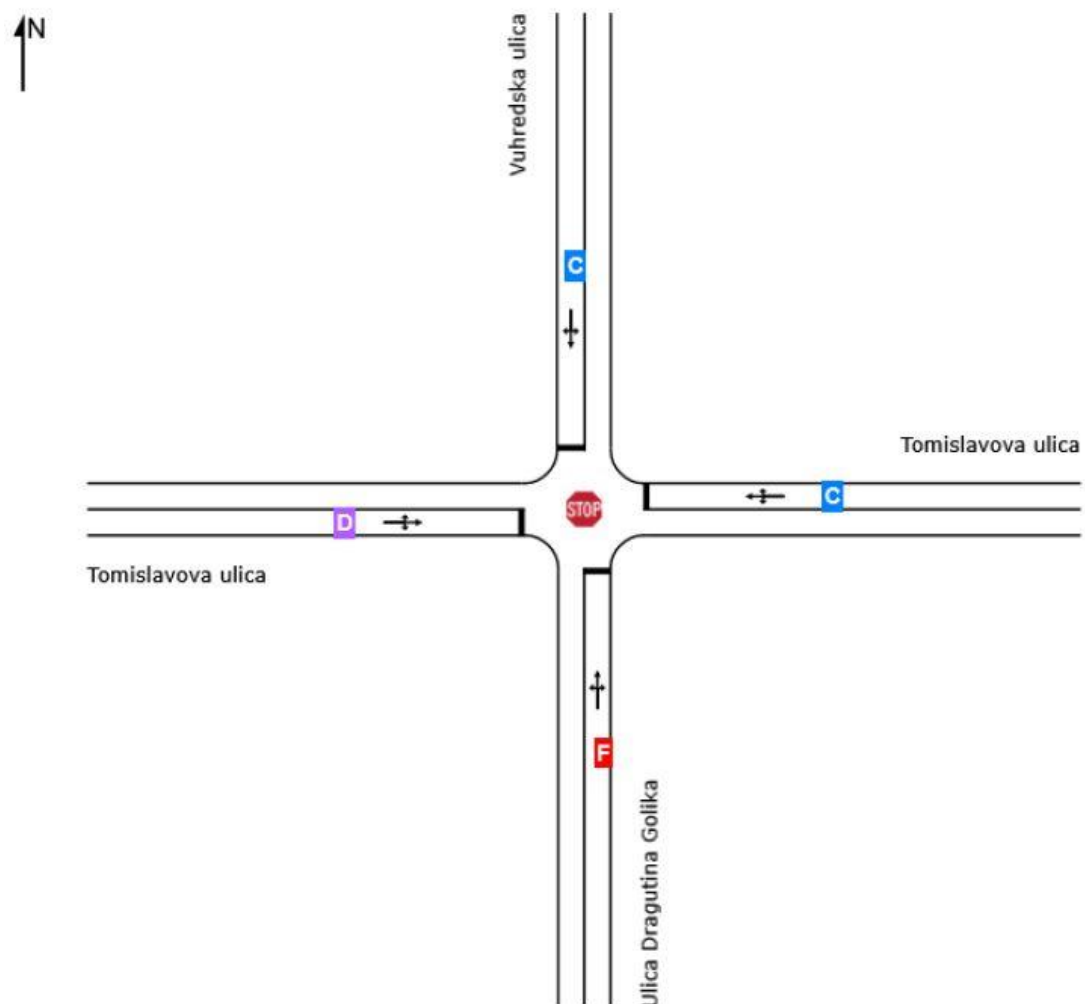 N
Vuhredska ulica
C
Tomislavova ulica
C
STOP
D
Tomislavova ulica
F
Ulica Dragutina Golika